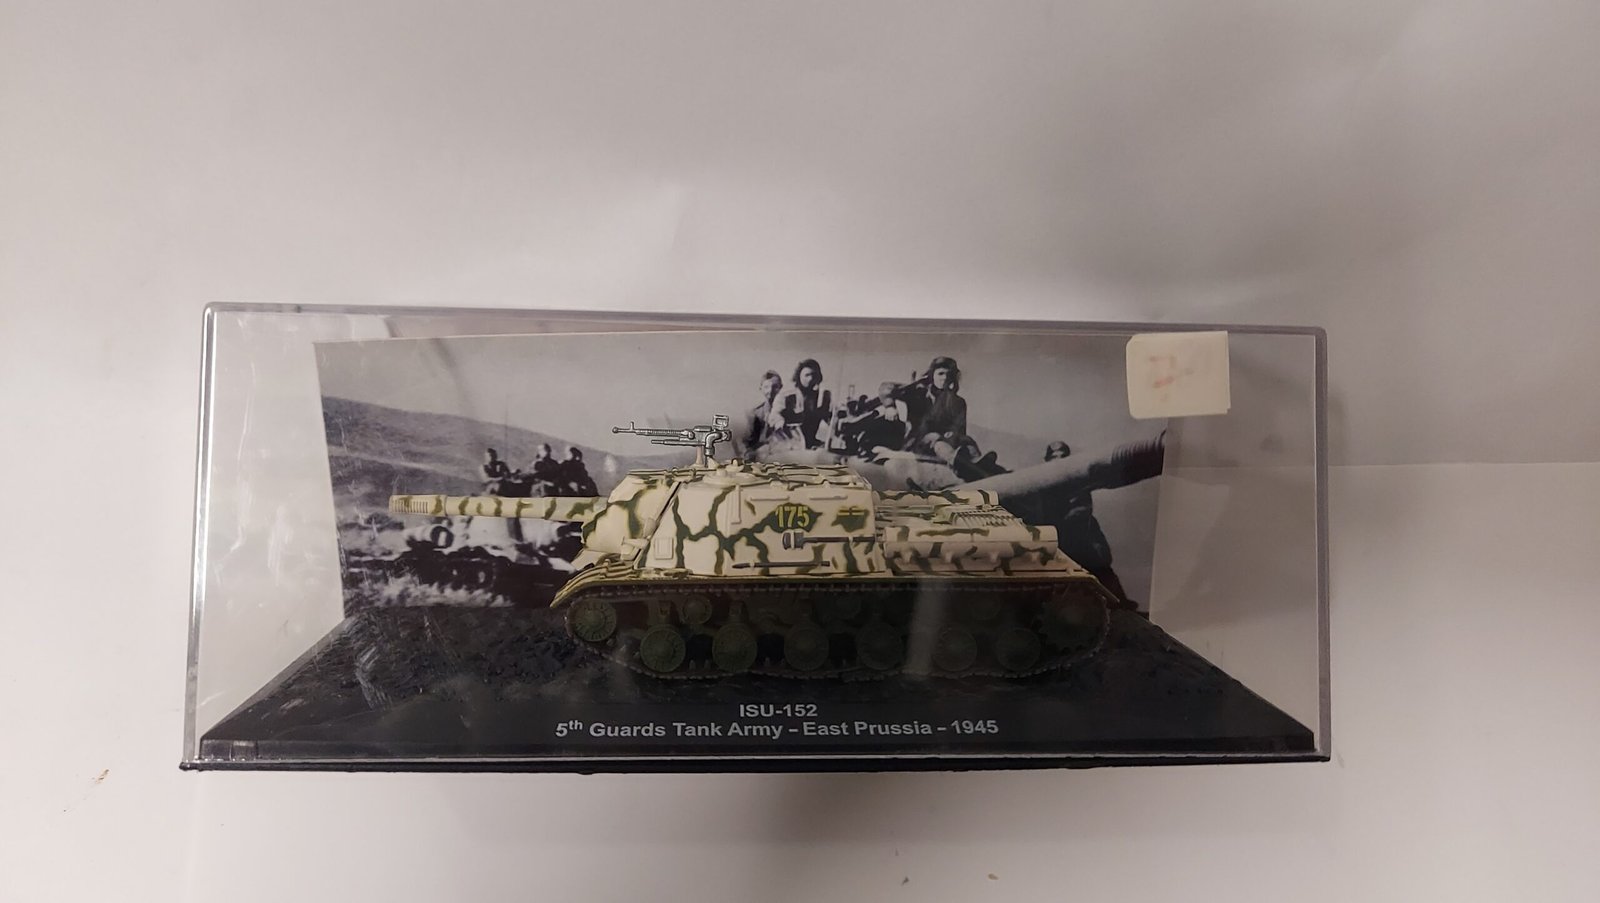 175
ISU-152
5th Guards Tank Army – East Prussia – 1945